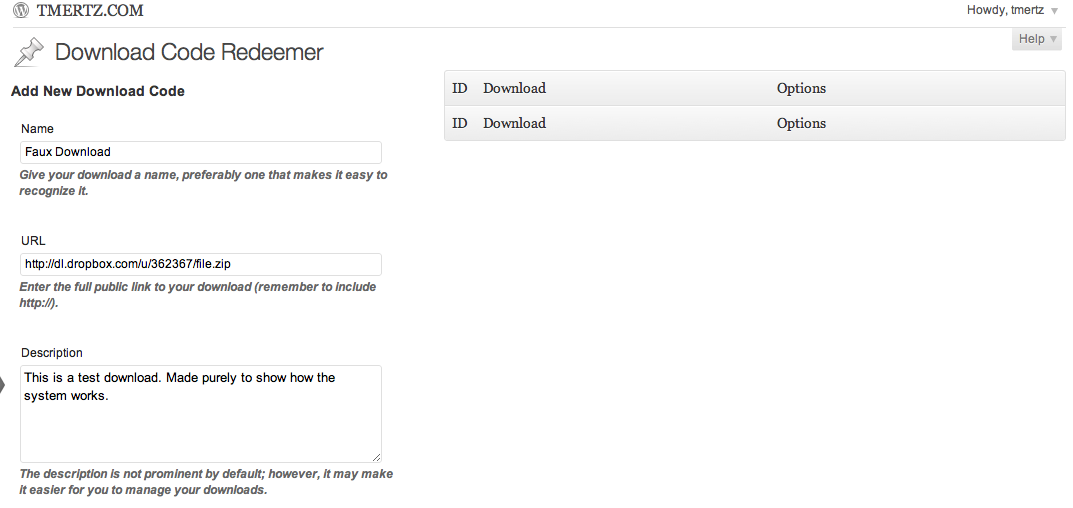 TMERTZ.COM
Howdy, tmertz
Help
Download Code Redeemer
Add New Download Code
Name
Faux Download
Give your download a name, preferably one that makes it easy to
recognize it.
URL
http://dl.dropbox.com/u/362367/file.zip
Enter the full public link to your download (remember to include
http://).
Description
This is a test download. Made purely to show how the
system works.
The description is not prominent by default; however, it may make
it easier for you to manage your downloads.
ID Download Options
ID Download Options